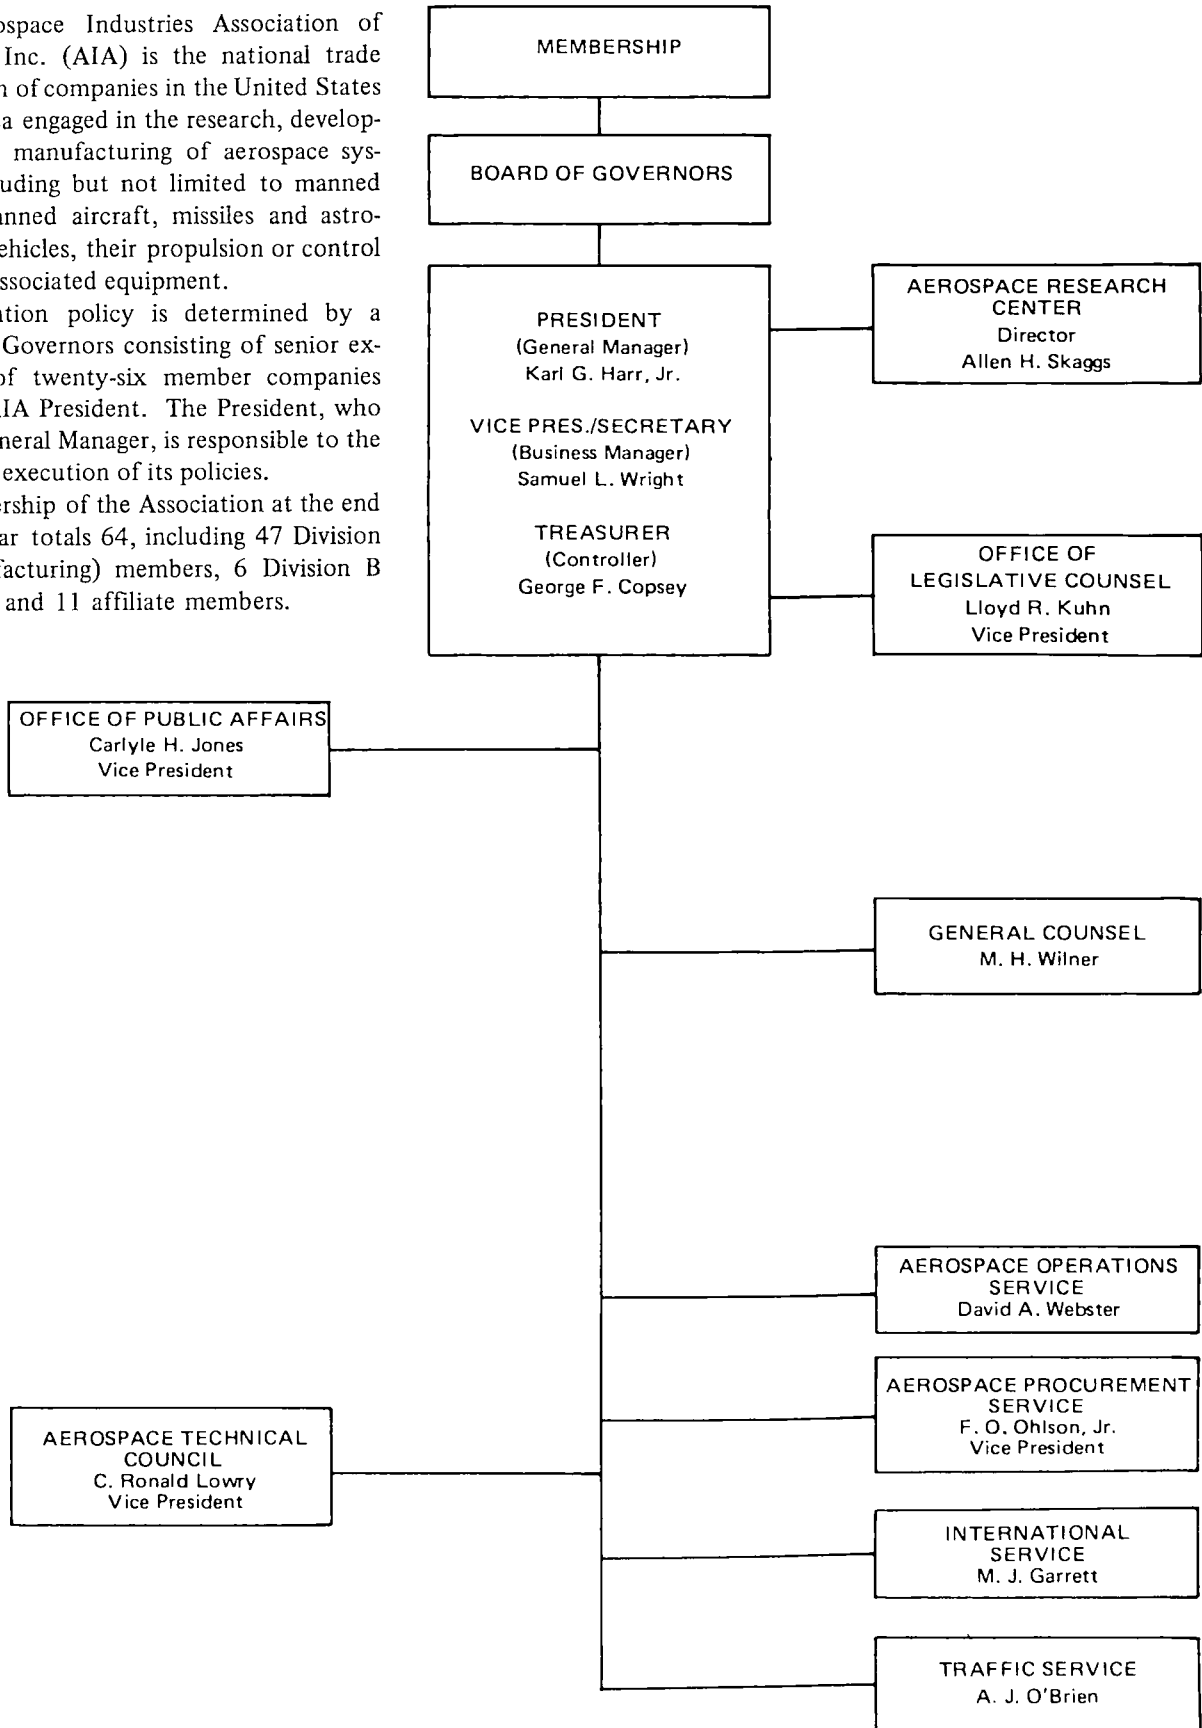 ospace Industries Association of
Inc. (AIA) is the national trade
n of companies in the United States
a engaged in the research, develop-
manufacturing of aerospace sys-
uding but not limited to manned
nned aircraft, missiles and astro-
ehicles, their propulsion or control
ssociated equipment.
ation policy is determined by a
Governors consisting of senior ex-
of twenty-six member companies
AIA President. The President, who
neral Manager, is responsible to the
execution of its policies.
ership of the Association at the end
ar totals 64, including 47 Division
facturing) members, 6 Division B
and 11 affiliate members.
MEMBERSHIP
BOARD OF GOVERNORS
PRESIDENT
(General Manager)
Karl G. Harr, Jr.
VICE PRES./SECRETARY
(Business Manager)
Samuel L. Wright
TREASURER
(Controller)
George F. Copsey
AEROSPACE RESEARCH
CENTER
Director
Allen H. Skaggs
OFFICE OF
LEGISLATIVE COUNSEL
Lloyd R. Kuhn
Vice President
OFFICE OF PUBLIC AFFAIRS
Carlyle H. Jones
Vice President
GENERAL COUNSEL
M. H. Wilner
AEROSPACE OPERATIONS
SERVICE
David A. Webster
AEROSPACE PROCUREMENT
SERVICE
F. O. Ohlson, Jr.
Vice President
AEROSPACE TECHNICAL
COUNCIL
C. Ronald Lowry
Vice President
INTERNATIONAL
SERVICE
M. J. Garrett
TRAFFIC SERVICE
A. J. O'Brien